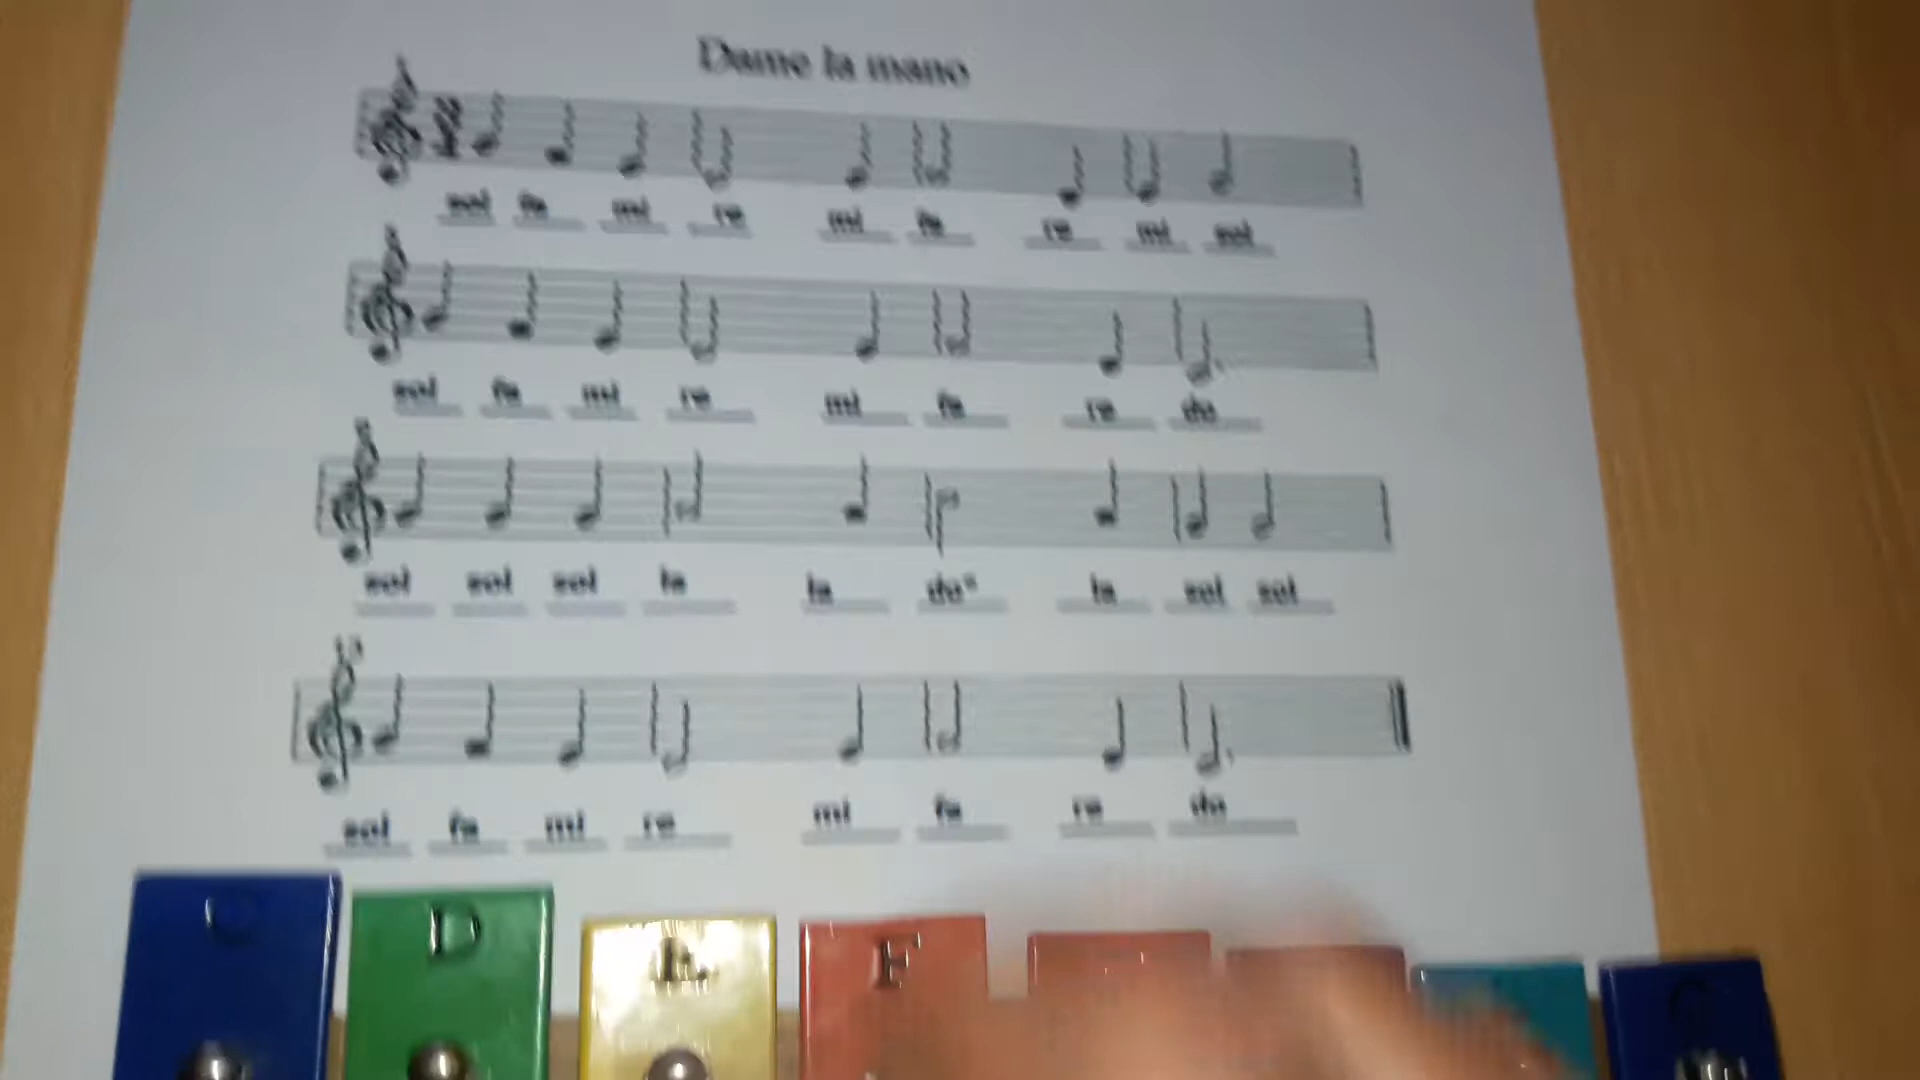 Dame la mano
sol fa mi re mi fa re mi sol
sol fa mi re mi fa re do
sol sol sol la la do' la sol sol
sol fa mi re mi fa re do
C D E F C